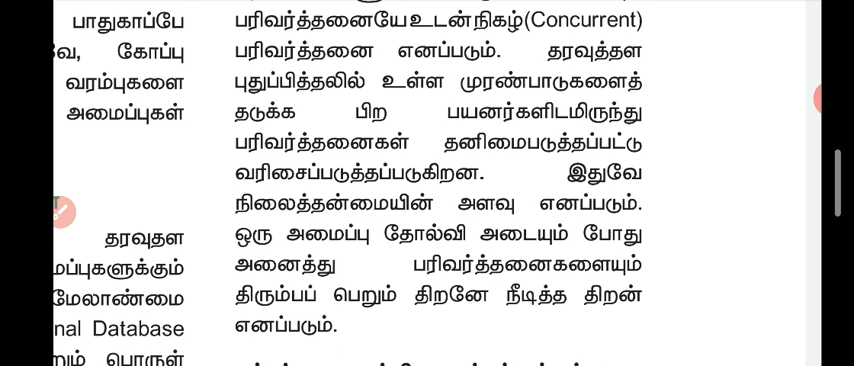 பாதுகாப்பே
வே, கோப்பு
வரம்புகளை
அமைப்புகள்
தரவுதள
மப்புகளுக்கும்
மேலாண்மை
nal Database
றும் பொருள்
பரிவர்த்தனையே உடன் நிகழ் (Concurrent)
பரிவர்த்தனை எனப்படும். தரவுத்தள
புதுப்பித்தலில் உள்ள முரண்பாடுகளைத்
தடுக்க பிற பயனர்களிடமிருந்து
பரிவர்த்தனைகள் தனிமைபடுத்தப்பட்டு
வரிசைப்படுத்தப்படுகிறன. இதுவே
நிலைத்தன்மையின் அளவு எனப்படும்.
ஒரு அமைப்பு தோல்வி அடையும் போது
அனைத்து பரிவர்த்தனைகளையும்
திரும்பப் பெறும் திறனே நீடித்த திறன்
எனப்படும்.